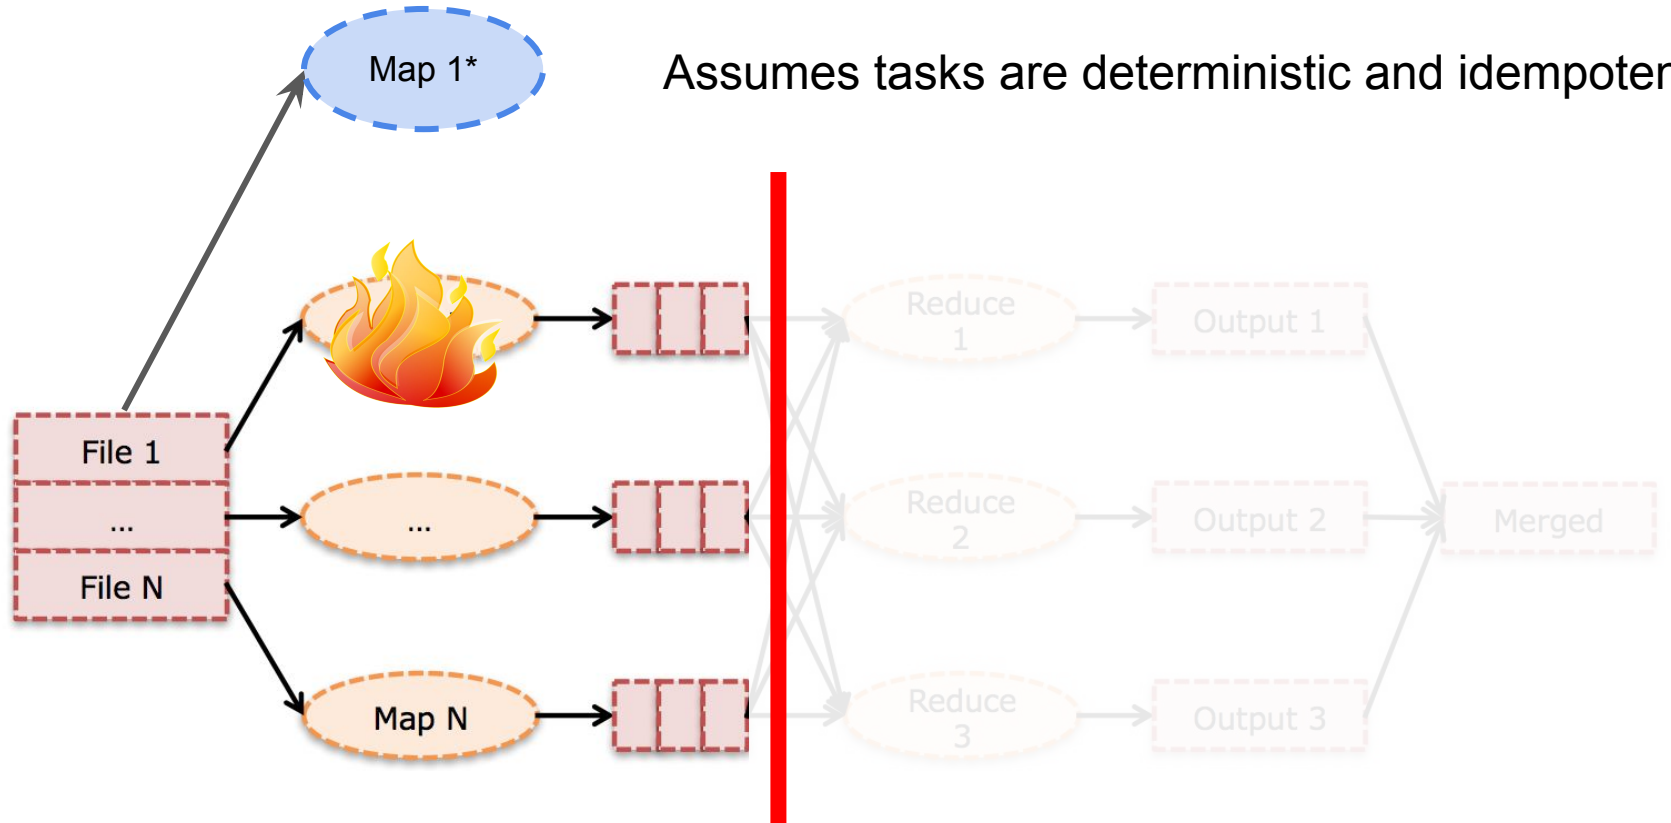 Map 1*
Assumes tasks are deterministic and idempoten
Reduce
1
Output 1
File 1
...
File N
...
Reduce
2
Output 2
Merged
Map N
Reduce
3
Output 3